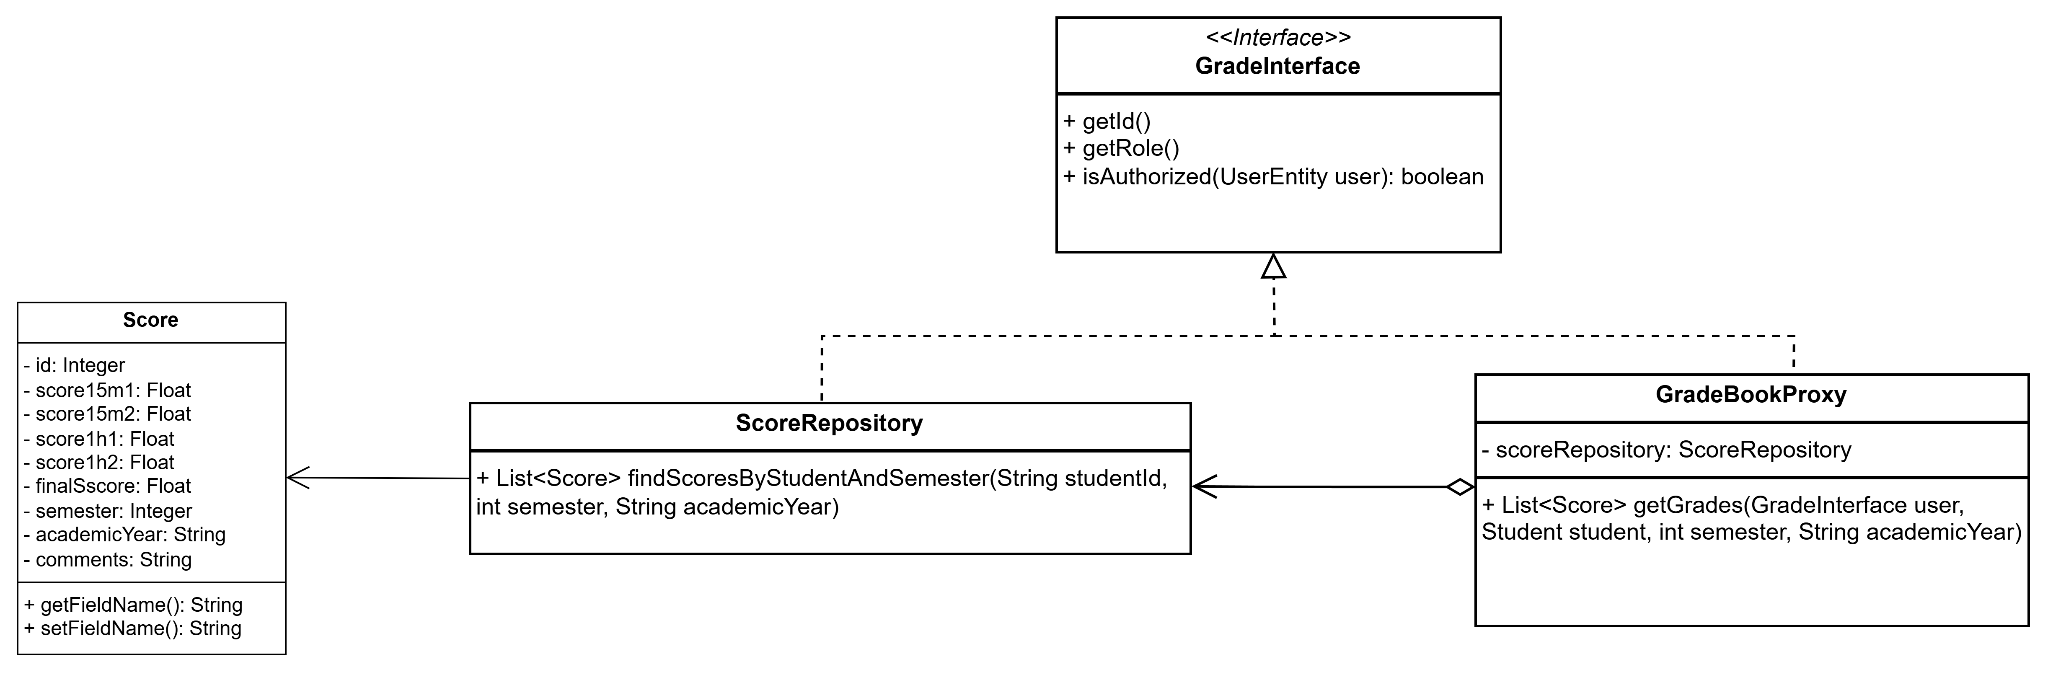 <<Interface>>
GradeInterface
+ getId()
+ getRole()
+ isAuthorized(UserEntity user): boolean
Score
- id: Integer
- score15m1: Float
- score15m2: Float
- score1h1: Float
- score1h2: Float
- finalSscore: Float
- semester: Integer
- academicYear: String
- comments: String
+ getFieldName(): String
+ setFieldName(): String
ScoreRepository
+ List<Score> findScoresByStudentAndSemester(String studentId,
int semester, String academicYear)
GradeBookProxy
- scoreRepository: ScoreRepository
+ List<Score> getGrades(GradeInterface user,
Student student, int semester, String academicYear)